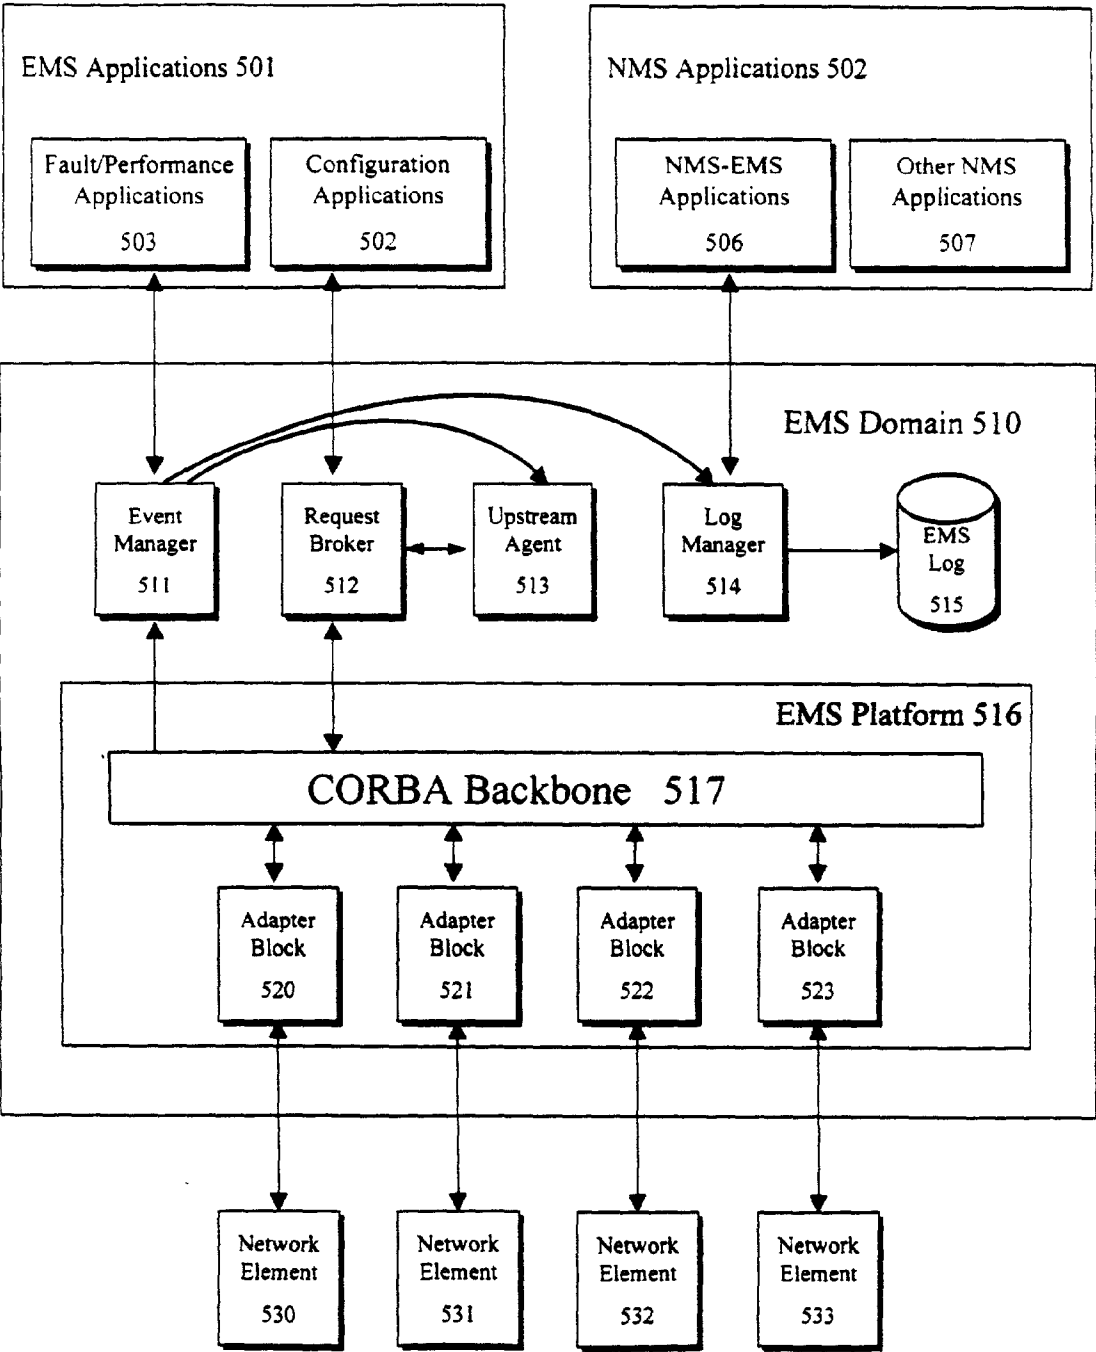 EMS Applications 501
NMS Applications 502
Fault/Performance
Applications
503
Configuration
Applications
502
NMS-EMS
Applications
506
Other NMS
Applications
507
EMS Domain 510
Event
Manager
511
Request
Broker
512
Upstream
Agent
513
Log
Manager
514
EMS
Log
515
EMS Platform 516
CORBA Backbone 517
Adapter
Block
520
Adapter
Block
521
Adapter
Block
522
Adapter
Block
523
Network
Element
530
Network
Element
531
Network
Element
532
Network
Element
533